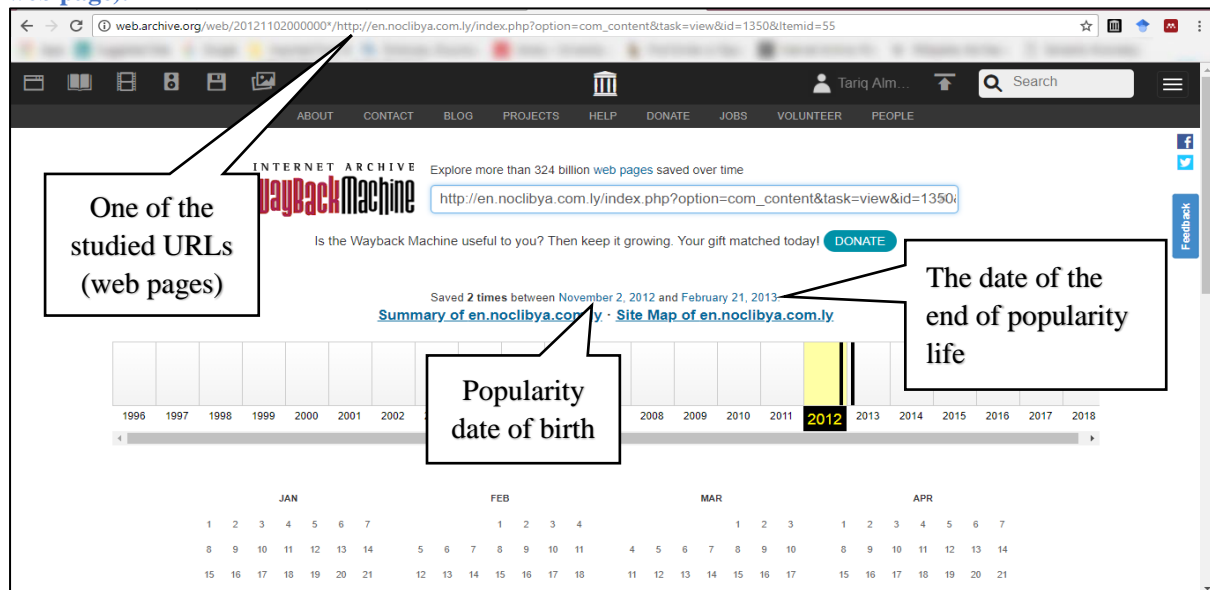 web page).
web.archive.org/web/20121102000000*/http://en.noclibya.com.ly/index.php?option=com_content&task=view&id=1350&Itemid=55
Tariq Alm...
Search
ABOUT CONTACT BLOG PROJECTS HELP DONATE JOBS VOLUNTEER PEOPLE
INTERNET ARCHIVE
WayBackMachine
Explore more than 324 billion web pages saved over time
http://en.noclibya.com.ly/index.php?option=com_content&task=view&id=1350
Is the Wayback Machine useful to you? Then keep it growing. Your gift matched today! DONATE
Feedback
One of the
studied URLs
(web pages)
Saved 2 times between November 2, 2012 and February 21, 2013.
Summary of en.noclibya.com.ly · Site Map of en.noclibya.com.ly
The date of the
end of popularity
life
Popularity
date of birth
1996 1997 1998 1999 2000 2001 2002 2008 2009 2010 2011 2012 2013 2014 2015 2016 2017 2018
JAN FEB MAR APR
1 2 3 4 5 6 7 1 2 3 4 1 2 3 1 2 3 4 5 6 7
8 9 10 11 12 13 14 5 6 7 8 9 10 11 4 5 6 7 8 9 10 8 9 10 11 12 13 14
15 16 17 18 19 20 21 12 13 14 15 16 17 18 11 12 13 14 15 16 17 15 16 17 18 19 20 21